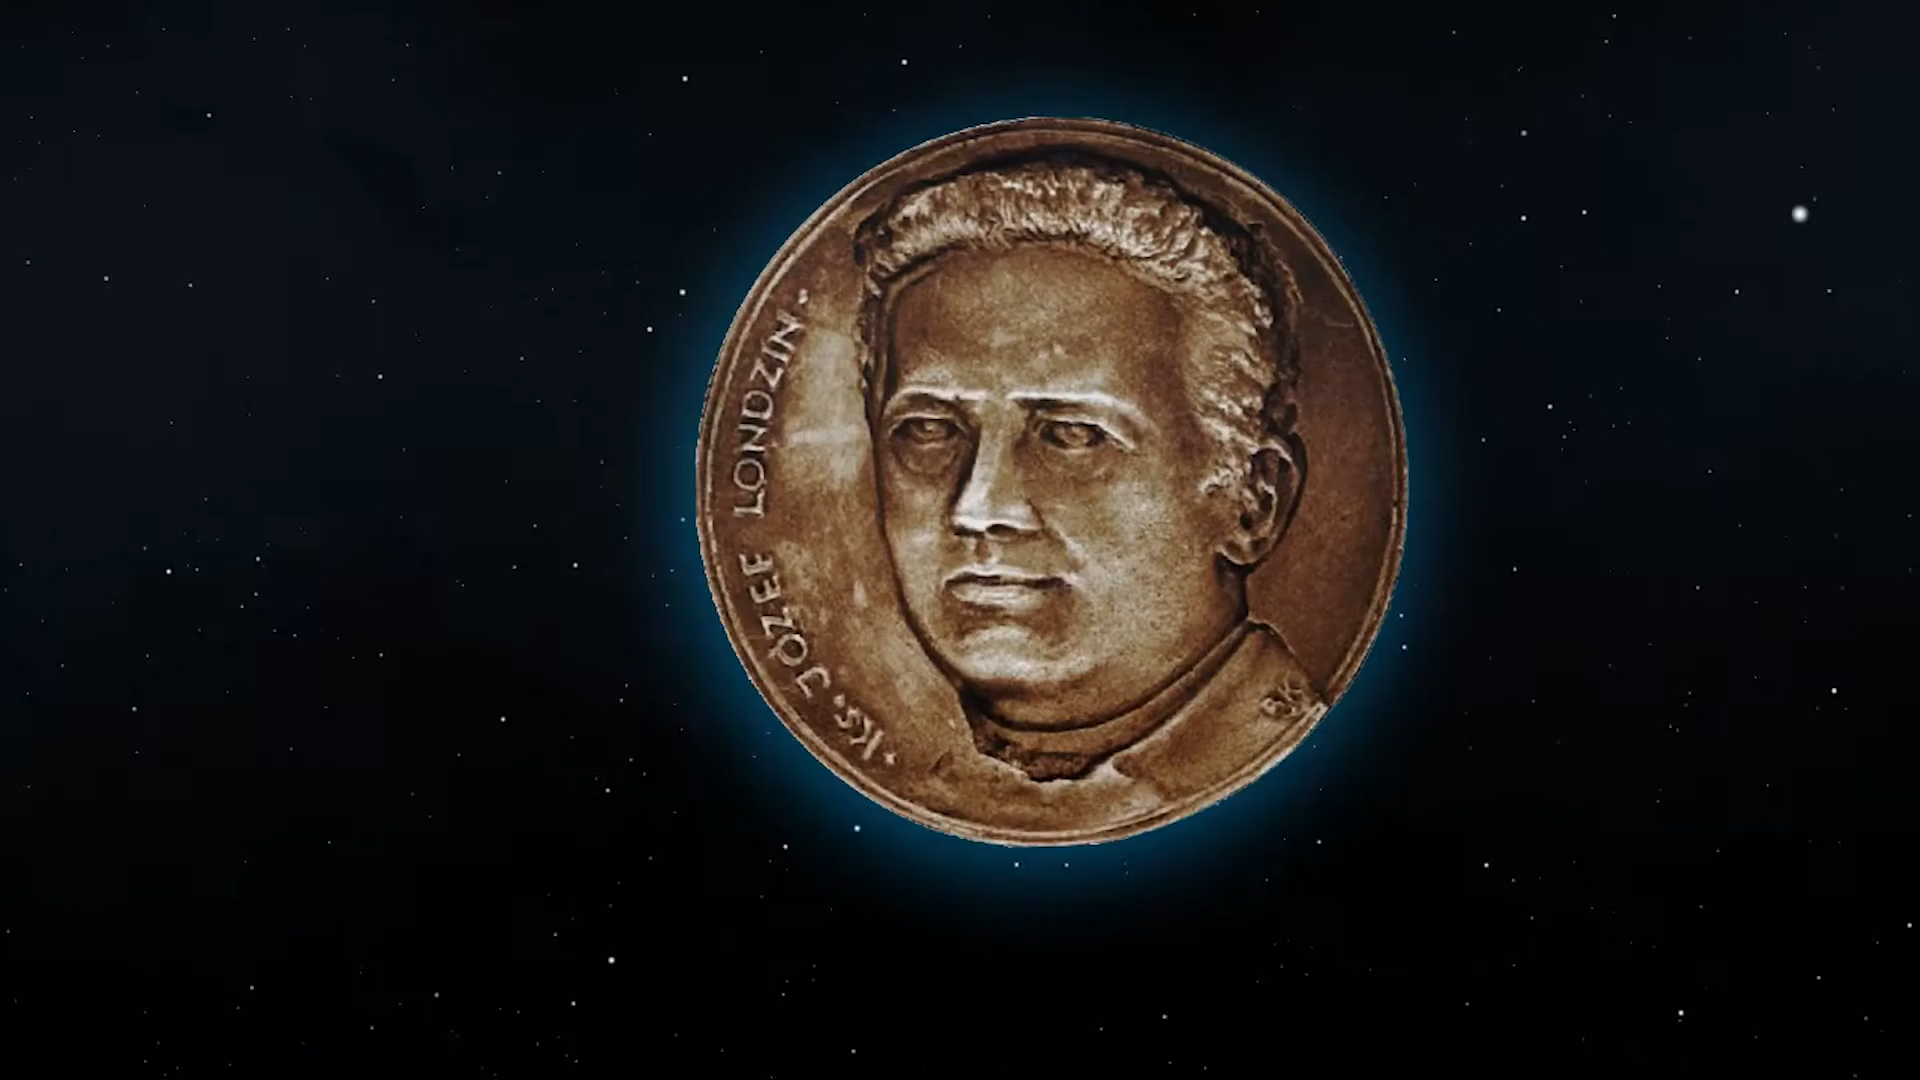 • KS. JÓZEF LONDZIN •